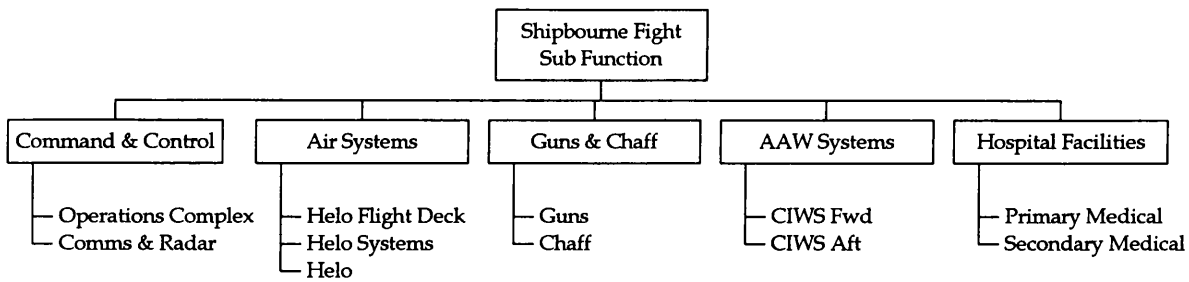 Shipbourne Fight
Sub Function
Command & Control
Air Systems
Guns & Chaff
AAW Systems
Hospital Facilities
Operations Complex
Comms & Radar
Helo Flight Deck
Helo Systems
Helo
Guns
Chaff
CIWS Fwd
CIWS Aft
Primary Medical
Secondary Medical